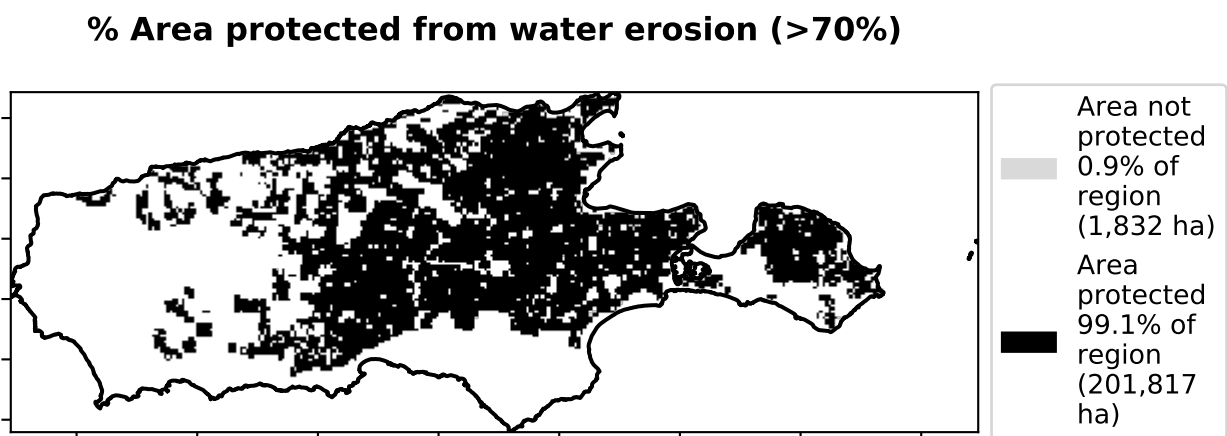 % Area protected from water erosion (>70%)
Area not
protected
0.9% of
region
(1,832 ha)
Area
protected
99.1% of
region
(201,817
ha)